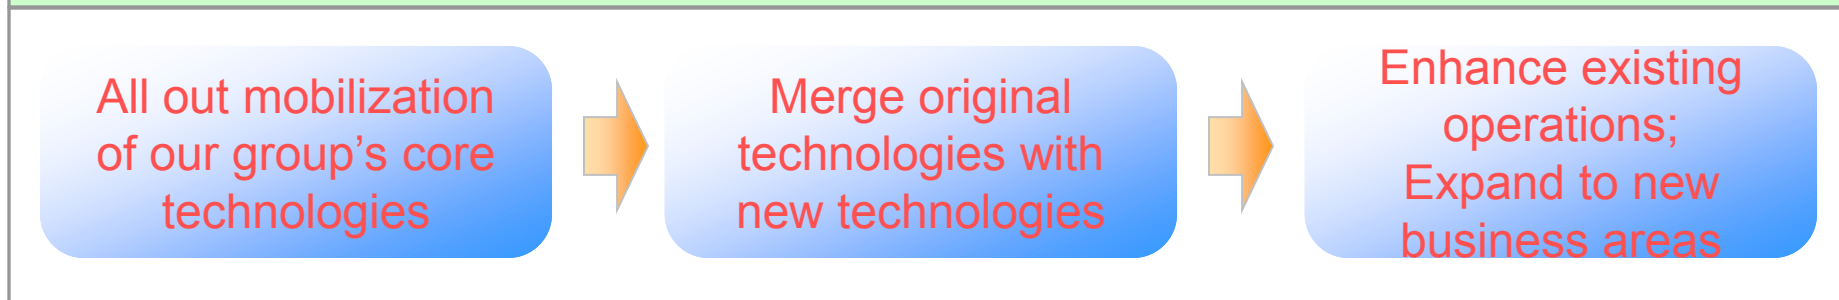 All out mobilization
of our group's core
technologies
Merge original
technologies with
new technologies
Enhance existing
operations;
Expand to new
business areas